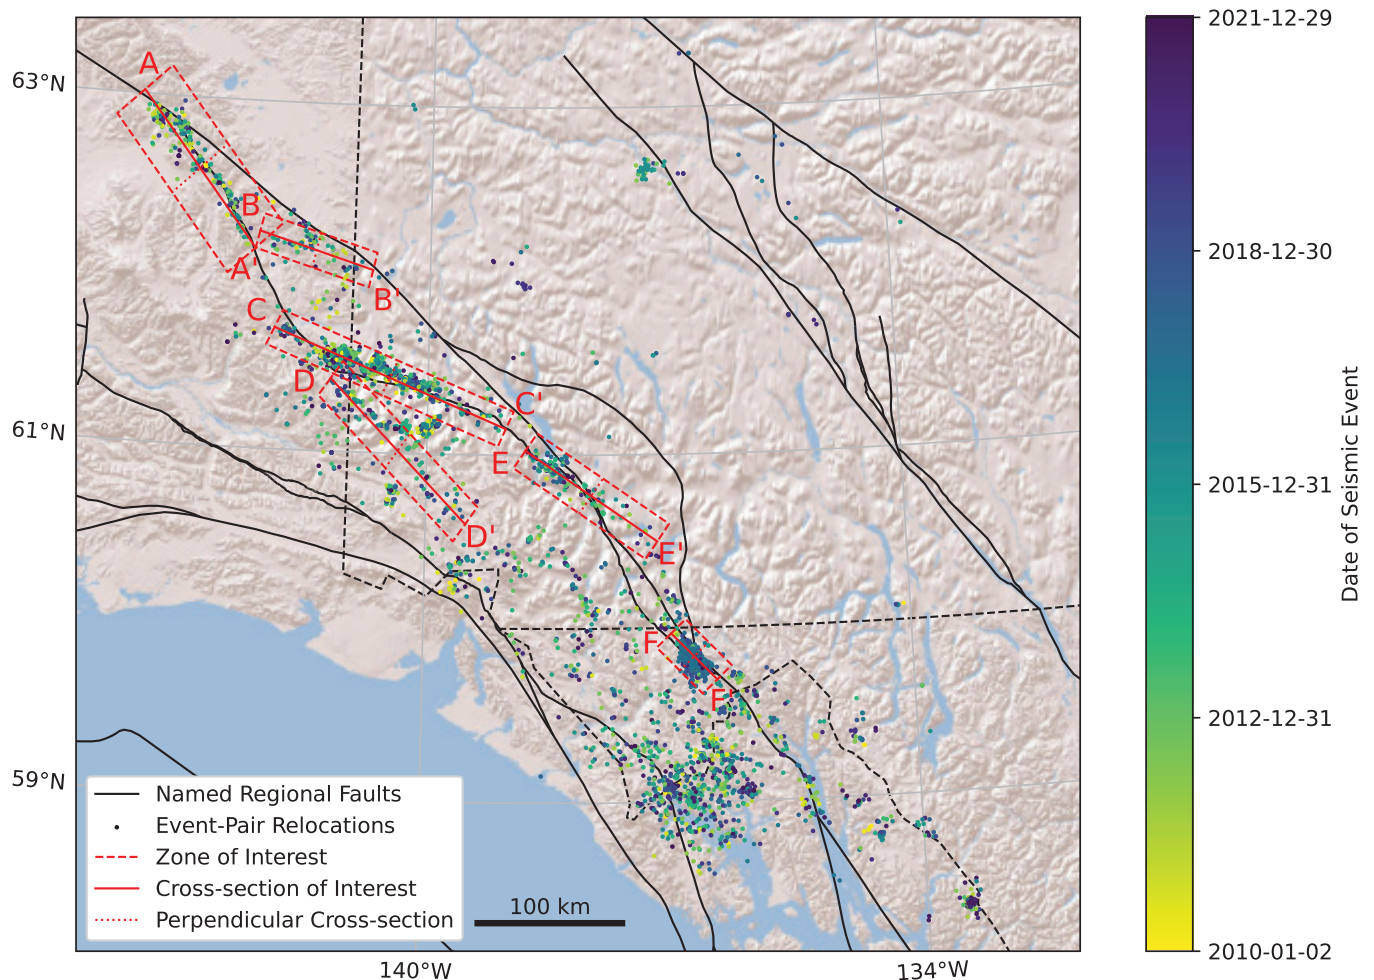 2021-12-29
63°N
A
B
2018-12-30
A'
B'
C
D
C'
61°N
E
2015-12-31
D'
E'
Date of Seismic Event
F
F'
2012-12-31
59°N
Named Regional Faults
Event-Pair Relocations
Zone of Interest
Cross-section of Interest
Perpendicular Cross-section
100 km
2010-01-02
140°W
134°W